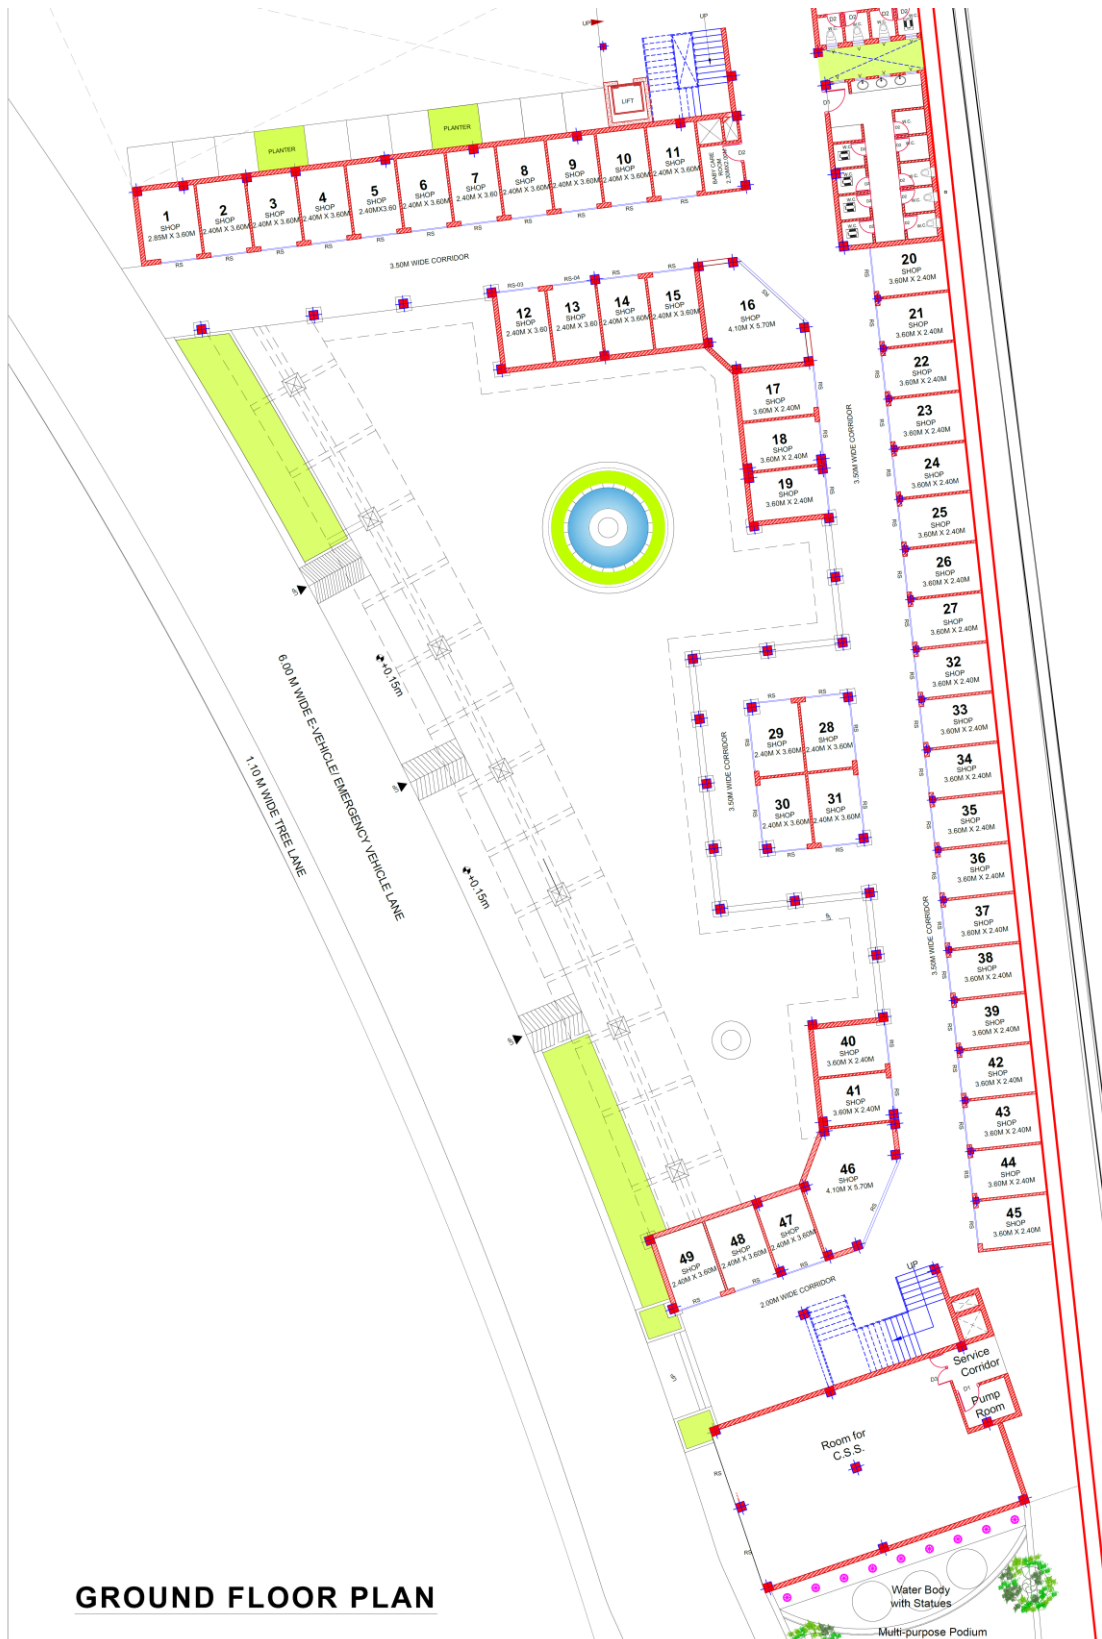 UP
UP
LIFT
PLANTER
PLANTER
1
SHOP
2.85M X 3.60M
2
SHOP
2.40M X 3.60M
3
SHOP
2.40M X 3.60M
4
SHOP
2.40M X 3.60M
5
SHOP
2.40MX3.60
6
SHOP
2.40M X 3.60M
7
SHOP
2.40M X 3.60
8
SHOP
2.40M X 3.60M
9
SHOP
2.40M X 3.60M
10
SHOP
2.40M X 3.60M
11
SHOP
2.40M X 3.60M
BABY CARE
ROOM
D2
D1
RS
3.50M WIDE CORRIDOR
RS-03
RS-04
RS
RS
12
SHOP
2.40M X 3.60
13
SHOP
2.40M X 3.60
14
SHOP
2.40M X 3.60M
15
SHOP
2.40M X 3.60M
16
SHOP
4.10M X 5.70M
17
SHOP
3.60M X 2.40M
18
SHOP
3.60M X 2.40M
19
SHOP
3.60M X 2.40M
3.50M WIDE CORRIDOR
20
SHOP
3.60M X 2.40M
21
SHOP
3.60M X 2.40M
22
SHOP
3.60M X 2.40M
23
SHOP
3.60M X 2.40M
24
SHOP
3.60M X 2.40M
25
SHOP
3.60M X 2.40M
26
SHOP
3.60M X 2.40M
27
SHOP
3.60M X 2.40M
32
SHOP
3.60M X 2.40M
33
SHOP
3.60M X 2.40M
34
SHOP
3.60M X 2.40M
35
SHOP
3.60M X 2.40M
36
SHOP
3.60M X 2.40M
37
SHOP
3.60M X 2.40M
38
SHOP
3.60M X 2.40M
39
SHOP
3.60M X 2.40M
42
SHOP
3.60M X 2.40M
43
SHOP
3.60M X 2.40M
44
SHOP
3.60M X 2.40M
45
SHOP
3.60M X 2.40M
29
SHOP
2.40M X 3.60M
28
SHOP
2.40M X 3.60M
30
SHOP
2.40M X 3.60M
31
SHOP
2.40M X 3.60M
3.50M WIDE CORRIDOR
3.50M WIDE CORRIDOR
+0.15m
+0.15m
6.00 M WIDE E-VEHICLE/ EMERGENCY VEHICLE LANE
1.10 M WIDE TREE LANE
40
SHOP
3.60M X 2.40M
41
SHOP
3.60M X 2.40M
46
SHOP
4.10M X 5.70M
47
SHOP
2.40M X 3.60M
48
SHOP
2.40M X 3.60M
49
SHOP
2.40M X 3.60M
2.00M WIDE CORRIDOR
UP
Service
Corridor
D3
D1
Pump
Room
Room for
C.S.S.
RS
RS
Water Body
with Statues
Multi-purpose Podium
GROUND FLOOR PLAN